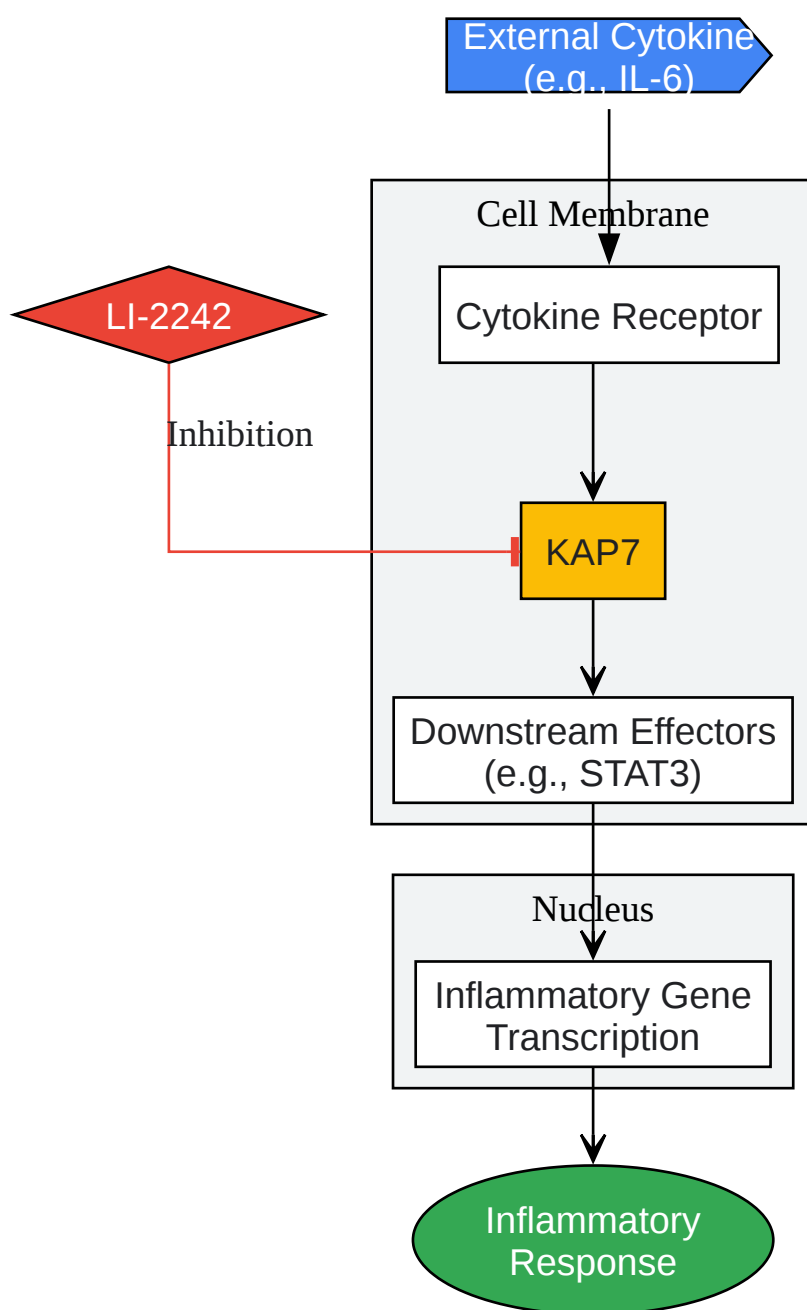 External Cytokine
(e.g., IL-6)
Cell Membrane
LI-2242
Cytokine Receptor
Inhibition
KAP7
Downstream Effectors
(e.g., STAT3)
Nucleus
Inflammatory Gene
Transcription
Inflammatory
Response